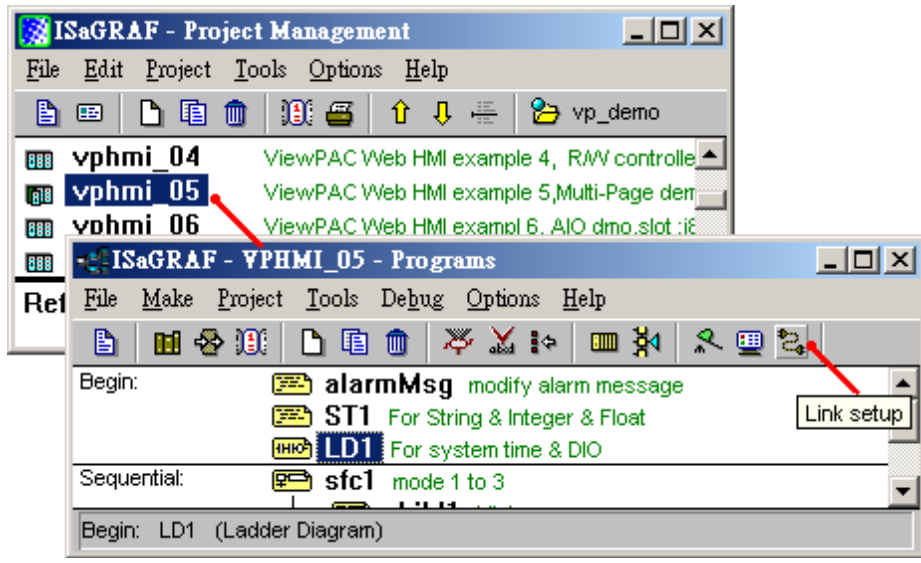 ISaGRAF - Project Management
File Edit Project Tools Options Help
vp_demo
vphmi_04 ViewPAC Web HMI example 4, R/W controlle
vphmi_05 ViewPAC Web HMI example 5,Multi-Page dem
vphmi_06 ViewPAC Web HMI exampl 6, AIO dmo,slot :i8
Ref
ISaGRAF - VPHMI_05 - Programs
File Make Project Tools Debug Options Help
Link setup
Begin: alarmMsg modify alarm message
ST1 For String & Integer & Float
LD1 For system time & DIO
Sequential: sfc1 mode 1 to 3
Begin: LD1 (Ladder Diagram)